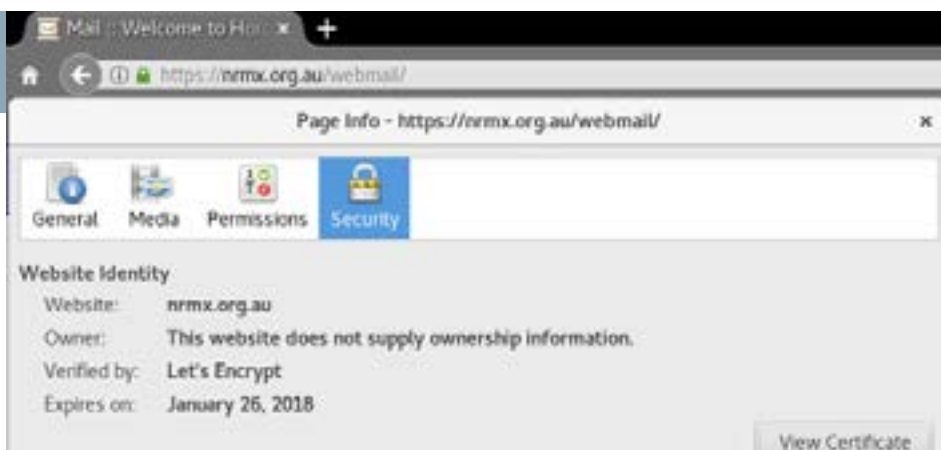 Mail :: Welcome to Hor
https://nrmx.org.au/webmail/
Page Info - https://nrmx.org.au/webmail/
General Media Permissions Security
Website Identity
Website: nrmx.org.au
Owner: This website does not supply ownership information.
Verified by: Let's Encrypt
Expires on: January 26, 2018
View Certificate